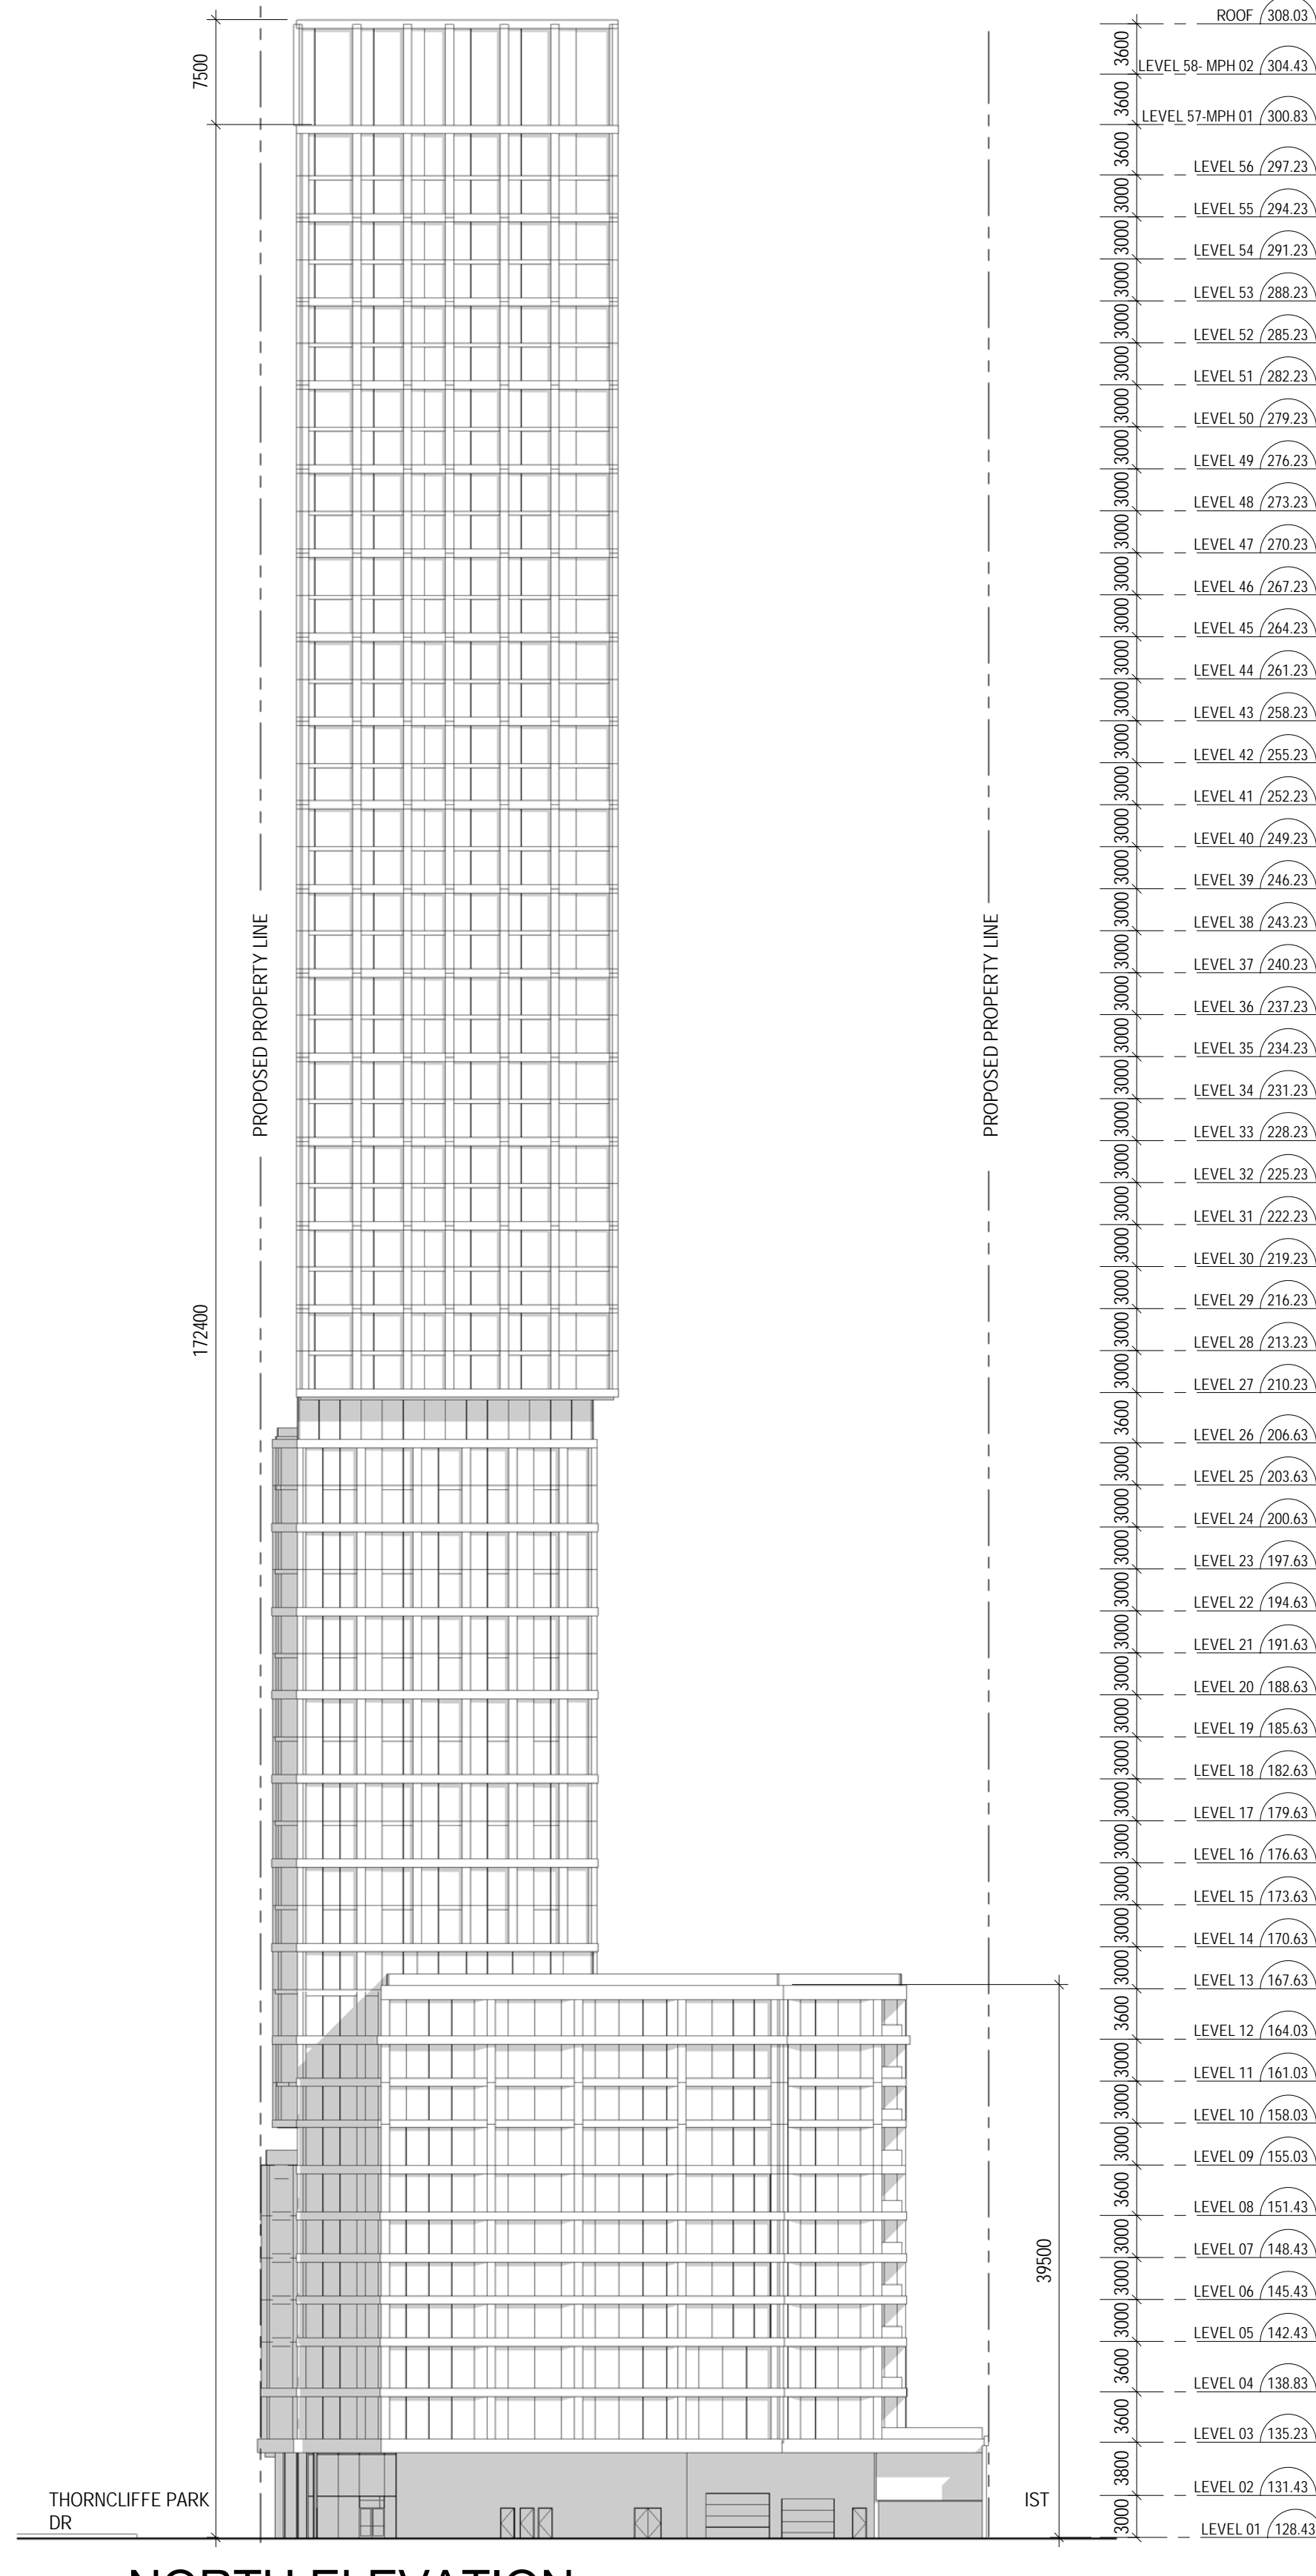 7500
172400
PROPOSED PROPERTY LINE
PROPOSED PROPERTY LINE
39500
THORNCLIFFE PARK
DR
IST
ROOF 308.03
3600
LEVEL 58- MPH 02 304.43
3600
LEVEL 57-MPH 01 300.83
3600
LEVEL 56 297.23
3000
LEVEL 55 294.23
3000
LEVEL 54 291.23
3000
LEVEL 53 288.23
3000
LEVEL 52 285.23
3000
LEVEL 51 282.23
3000
LEVEL 50 279.23
3000
LEVEL 49 276.23
3000
LEVEL 48 273.23
3000
LEVEL 47 270.23
3000
LEVEL 46 267.23
3000
LEVEL 45 264.23
3000
LEVEL 44 261.23
3000
LEVEL 43 258.23
3000
LEVEL 42 255.23
3000
LEVEL 41 252.23
3000
LEVEL 40 249.23
3000
LEVEL 39 246.23
3000
LEVEL 38 243.23
3000
LEVEL 37 240.23
3000
LEVEL 36 237.23
3000
LEVEL 35 234.23
3000
LEVEL 34 231.23
3000
LEVEL 33 228.23
3000
LEVEL 32 225.23
3000
LEVEL 31 222.23
3000
LEVEL 30 219.23
3000
LEVEL 29 216.23
3000
LEVEL 28 213.23
3000
LEVEL 27 210.23
3600
LEVEL 26 206.63
3000
LEVEL 25 203.63
3000
LEVEL 24 200.63
3000
LEVEL 23 197.63
3000
LEVEL 22 194.63
3000
LEVEL 21 191.63
3000
LEVEL 20 188.63
3000
LEVEL 19 185.63
3000
LEVEL 18 182.63
3000
LEVEL 17 179.63
3000
LEVEL 16 176.63
3000
LEVEL 15 173.63
3000
LEVEL 14 170.63
3000
LEVEL 13 167.63
3600
LEVEL 12 164.03
3000
LEVEL 11 161.03
3000
LEVEL 10 158.03
3000
LEVEL 09 155.03
3600
LEVEL 08 151.43
3000
LEVEL 07 148.43
3000
LEVEL 06 145.43
3000
LEVEL 05 142.43
3600
LEVEL 04 138.83
3600
LEVEL 03 135.23
3800
LEVEL 02 131.43
3000
LEVEL 01 128.43
NORTH ELEVATION